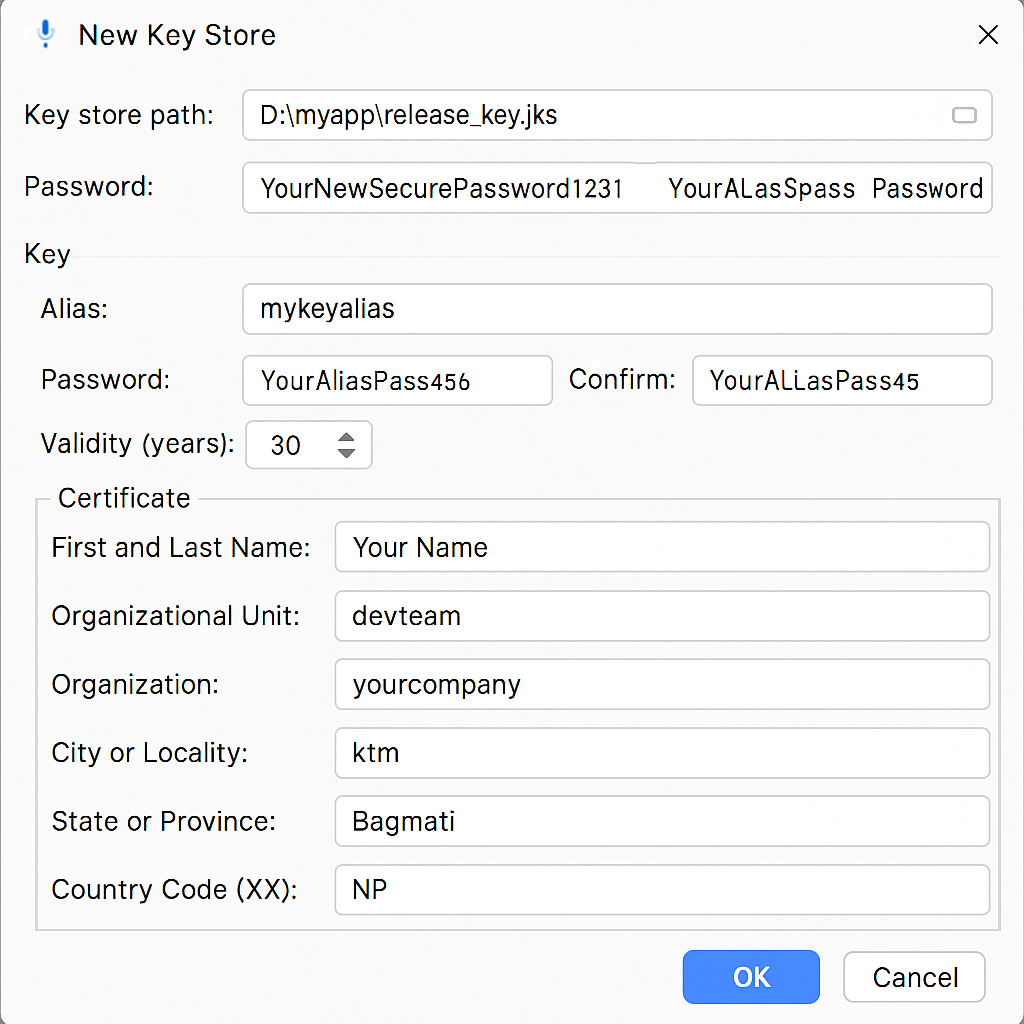 New Key Store
Key store path: D:\myapp\release_key.jks
Password: YourNewSecurePassword1231 YourALasSpass Password
Key
Alias: mykeyalias
Password: YourAliasPass456 Confirm: YourALLasPass45
Validity (years): 30
Certificate
First and Last Name: Your Name
Organizational Unit: devteam
Organization: yourcompany
City or Locality: ktm
State or Province: Bagmati
Country Code (XX): NP
OK Cancel